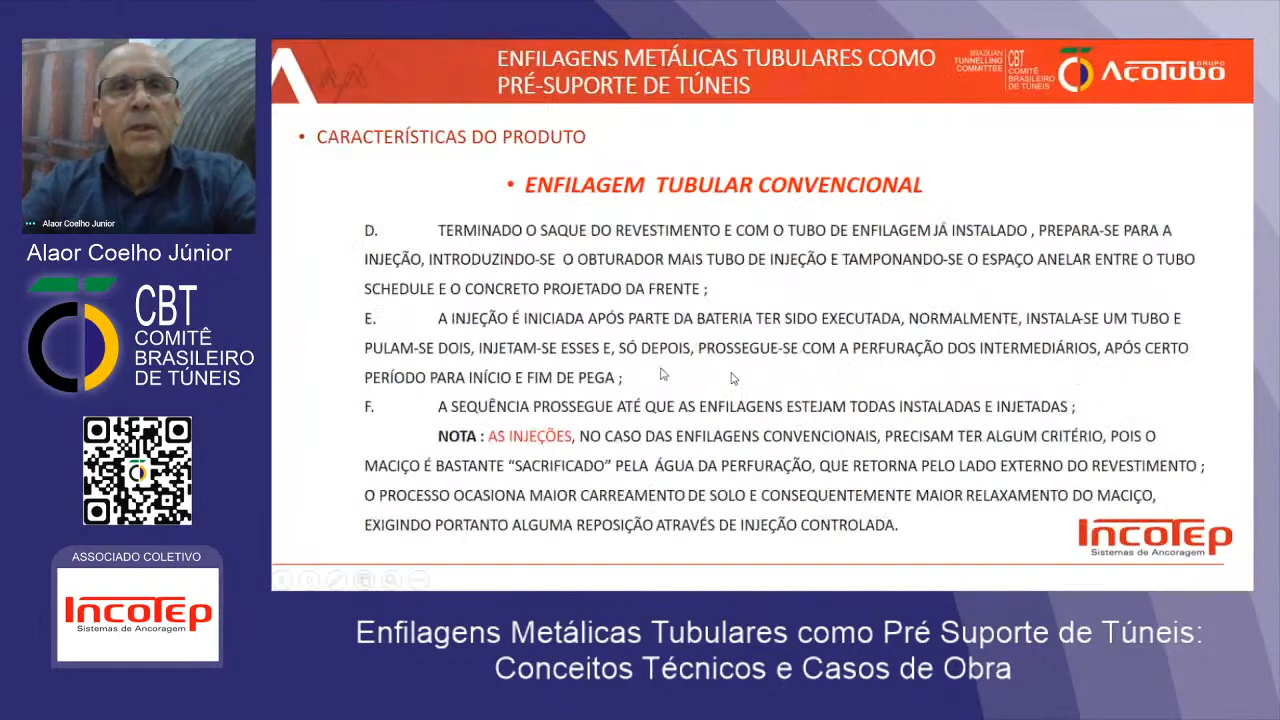 Alaor Coelho Junior
Alaor Coelho Júnior
CBT
COMITÊ
BRASILEIRO
DE TÚNEIS
ASSOCIADO COLETIVO
INCOTEP
Sistemas de Ancoragem
ENFILAGENS METÁLICAS TUBULARES COMO
PRÉ-SUPORTE DE TÚNEIS
BRAZILIAN
TUNNELLING
COMMITTEE
CBT
COMITÊ
BRASILEIRO
DE TÚNEIS
GRUPO
AÇOTUBO
• CARACTERÍSTICAS DO PRODUTO
• ENFILAGEM TUBULAR CONVENCIONAL
D. TERMINADO O SAQUE DO REVESTIMENTO E COM O TUBO DE ENFILAGEM JÁ INSTALADO , PREPARA-SE PARA A
INJEÇÃO, INTRODUZINDO-SE O OBTURADOR MAIS TUBO DE INJEÇÃO E TAMPONANDO-SE O ESPAÇO ANELAR ENTRE O TUBO
SCHEDULE E O CONCRETO PROJETADO DA FRENTE ;
E. A INJEÇÃO É INICIADA APÓS PARTE DA BATERIA TER SIDO EXECUTADA, NORMALMENTE, INSTALA-SE UM TUBO E
PULAM-SE DOIS, INJETAM-SE ESSES E, SÓ DEPOIS, PROSSEGUE-SE COM A PERFURAÇÃO DOS INTERMEDIÁRIOS, APÓS CERTO
PERÍODO PARA INÍCIO E FIM DE PEGA ;
F. A SEQUÊNCIA PROSSEGUE ATÉ QUE AS ENFILAGENS ESTEJAM TODAS INSTALADAS E INJETADAS ;
NOTA : AS INJEÇÕES, NO CASO DAS ENFILAGENS CONVENCIONAIS, PRECISAM TER ALGUM CRITÉRIO, POIS O
MACIÇO É BASTANTE “SACRIFICADO” PELA ÁGUA DA PERFURAÇÃO, QUE RETORNA PELO LADO EXTERNO DO REVESTIMENTO ;
O PROCESSO OCASIONA MAIOR CARREAMENTO DE SOLO E CONSEQUENTEMENTE MAIOR RELAXAMENTO DO MACIÇO,
EXIGINDO PORTANTO ALGUMA REPOSIÇÃO ATRAVÉS DE INJEÇÃO CONTROLADA.
INCOTEP
Sistemas de Ancoragem
Enfilagens Metálicas Tubulares como Pré Suporte de Túneis:
Conceitos Técnicos e Casos de Obra